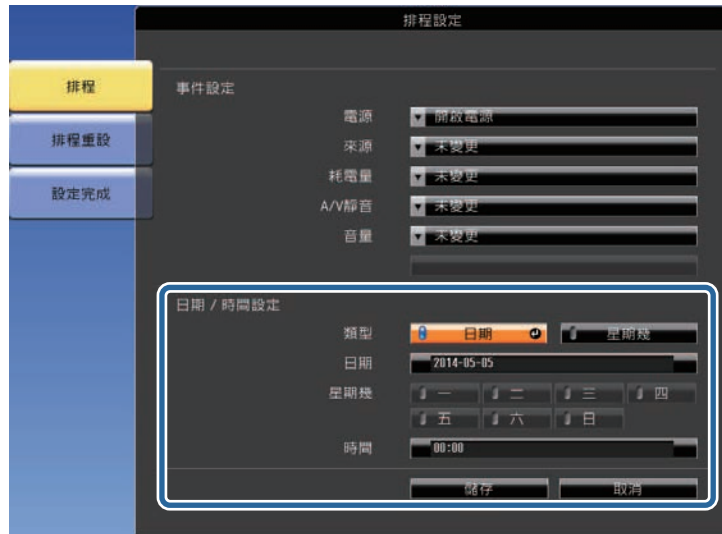 排程設定
排程
排程重設
設定完成
事件設定
電源 開啟電源
來源 未變更
耗電量 未變更
A/V靜音 未變更
音量 未變更
日期 / 時間設定
類型 日期 星期幾
日期 2014-05-05
星期幾 一 二 三 四
五 六 日
時間 00:00
儲存 取消